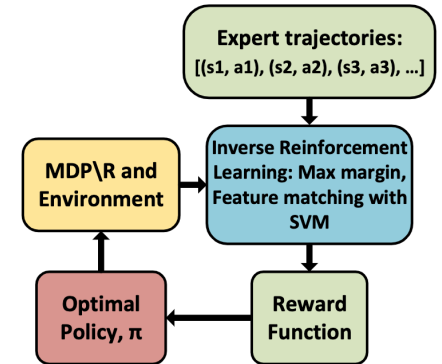 Expert trajectories:
[(s1, a1), (s2, a2), (s3, a3), ...]
Inverse Reinforcement
Learning: Max margin,
Feature matching with
SVM
MDP\R and
Environment
Optimal
Policy, π
Reward
Function